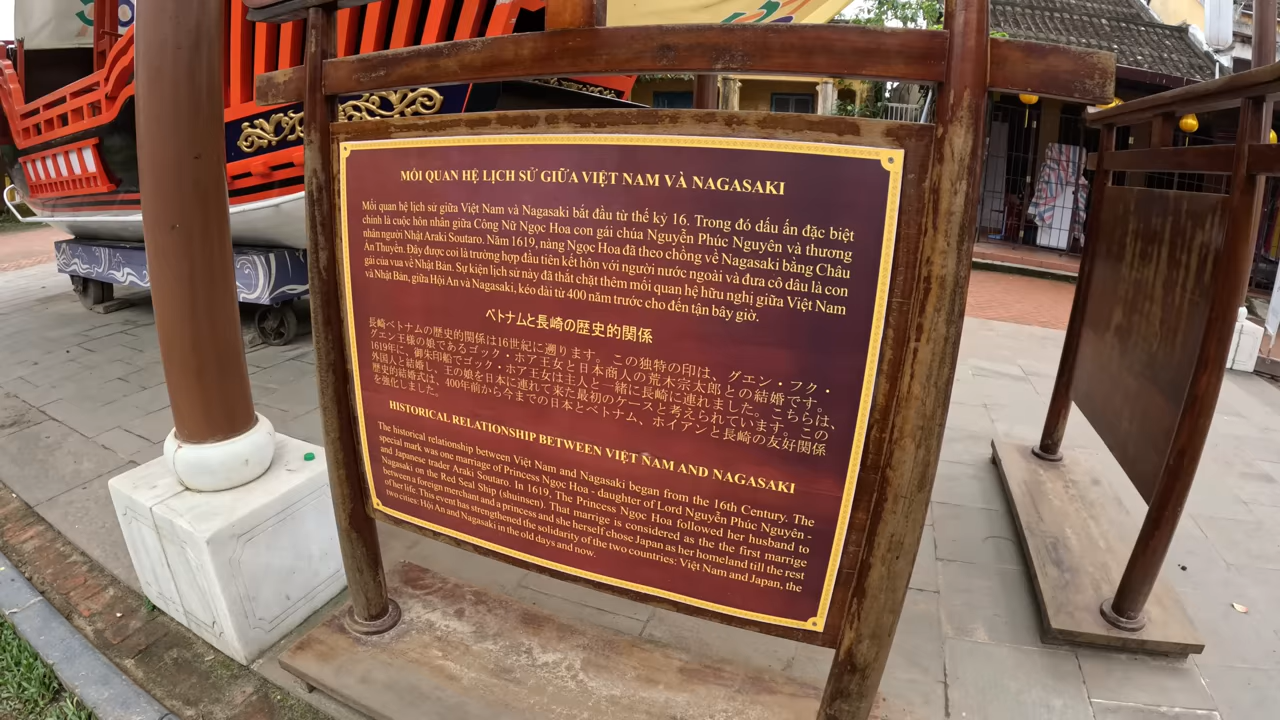 MỐI QUAN HỆ LỊCH SỬ GIỮA VIỆT NAM VÀ NAGASAKI
Mối quan hệ lịch sử giữa Việt Nam và Nagasaki bắt đầu từ thế kỷ 16. Trong đó dấu ấn đặc biệt
chính là cuộc hôn nhân giữa Công Nữ Ngọc Hoa con gái chúa Nguyễn Phúc Nguyên và thương
nhân người Nhật Araki Soutaro. Năm 1619, nàng Ngọc Hoa đã theo chồng về Nagasaki bằng Châu
Ấn Thuyền. Đây được coi là trường hợp đầu tiên kết hôn với người nước ngoài và đưa cô dâu là con
gái của vua về Nhật Bản. Sự kiện lịch sử này đã thắt chặt thêm mối quan hệ hữu nghị giữa Việt Nam
và Nhật Bản, giữa Hội An và Nagasaki, kéo dài từ 400 năm trước cho đến tận bây giờ.
ベトナムと長崎の歴史的関係
長崎ベトナムの歴史的関係は16世紀に遡ります。この独特の印は、グエン・フク・
グエン王様の娘であるゴック・ホア王女と日本商人の荒木宗太郎との結婚です。
1619年に、御朱印船でゴック・ホア王女は主人と一緒に長崎に連れました。こちらは、
外国人と結婚し、王の娘を日本に連れて来た最初のケースと考えられています。この
歴史的結婚式は、400年前から今までの日本とベトナム、ホイアンと長崎の友好関係
を強化しました。
HISTORICAL RELATIONSHIP BETWEEN VIỆT NAM AND NAGASAKI
The historical relationship between Việt Nam and Nagasaki began from the 16th Century. The
special mark was one marriage of Princess Ngọc Hoa - daughter of Lord Nguyễn Phúc Nguyên -
and Japanese trader Araki Soutaro. In 1619, The Princess Ngọc Hoa followed her husband to
Nagasaki on the Red Seal Ship (shuinsen). That marrige is considered as the the first marrige
between a foreign merchant and a princess and she herself chose Japan as her homeland till the rest
of her life. This event has strengthened the solidarity of the two countries: Việt Nam and Japan, the
two cities: Hội An and Nagasaki in the old days and now.